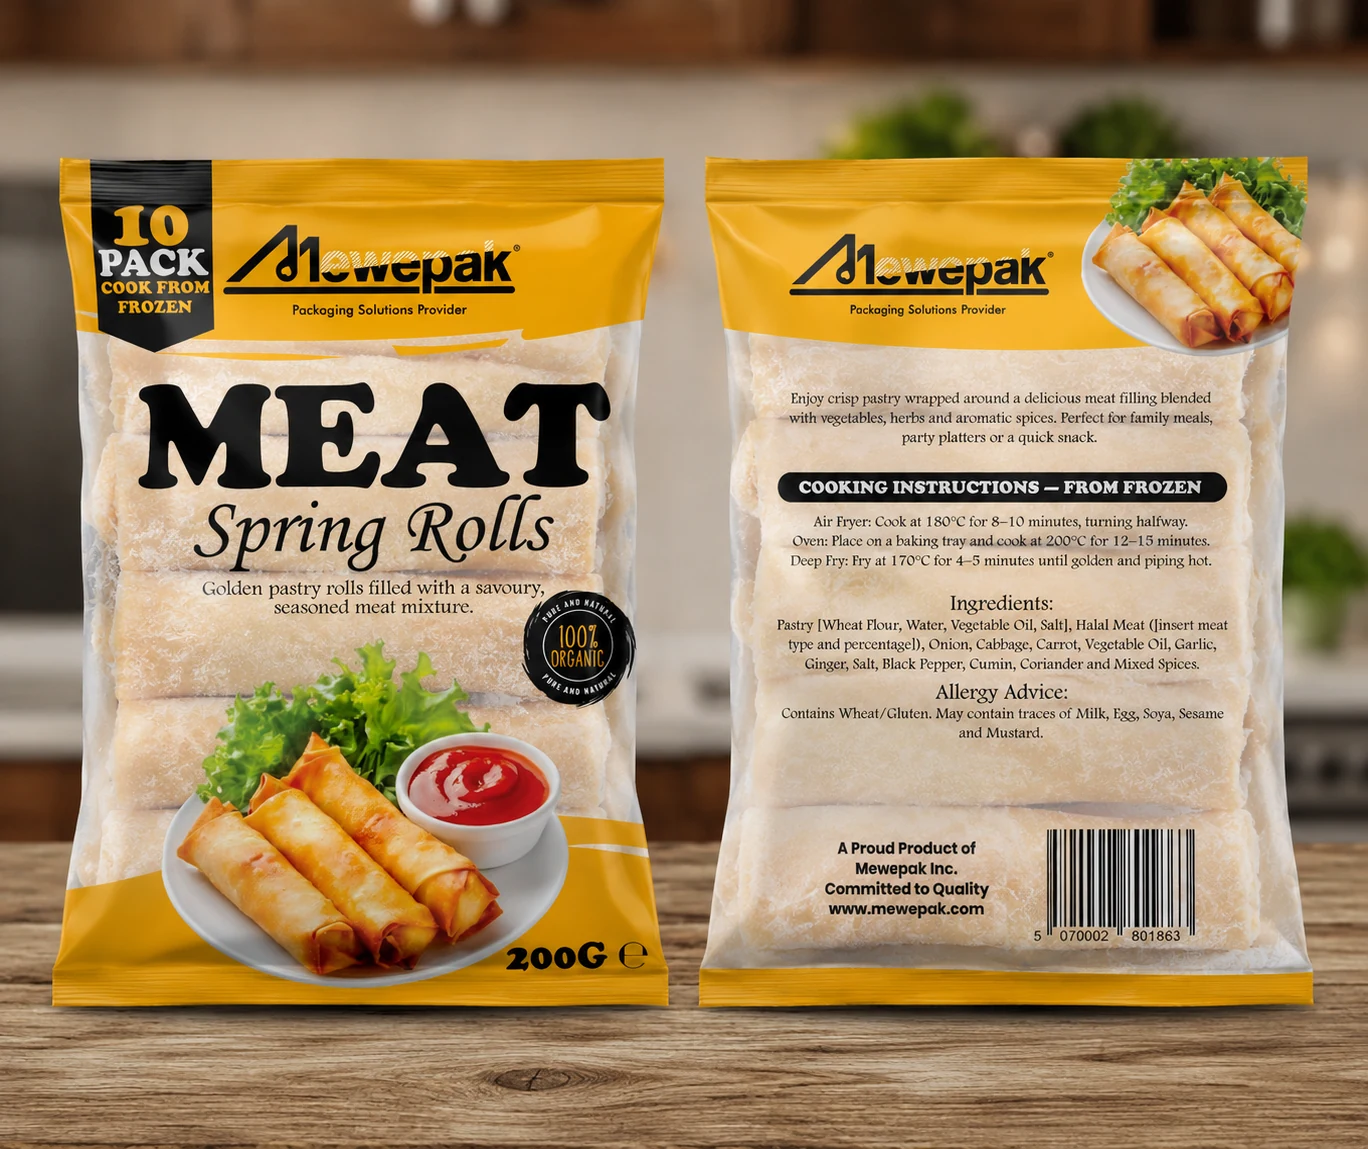 10
PACK
COOK FROM
FROZEN
Mewepak®
Packaging Solutions Provider
MEAT
Spring Rolls
Golden pastry rolls filled with a savoury,
seasoned meat mixture.
PURE AND NATURAL
100%
ORGANIC
PURE AND NATURAL
200G ℮
Mewepak®
Packaging Solutions Provider
Enjoy crisp pastry wrapped around a delicious meat filling blended
with vegetables, herbs and aromatic spices. Perfect for family meals,
party platters or a quick snack.
COOKING INSTRUCTIONS — FROM FROZEN
Air Fryer: Cook at 180°C for 8–10 minutes, turning halfway.
Oven: Place on a baking tray and cook at 200°C for 12–15 minutes.
Deep Fry: Fry at 170°C for 4–5 minutes until golden and piping hot.
Ingredients:
Pastry [Wheat Flour, Water, Vegetable Oil, Salt], Halal Meat ([insert meat
type and percentage]), Onion, Cabbage, Carrot, Vegetable Oil, Garlic,
Ginger, Salt, Black Pepper, Cumin, Coriander and Mixed Spices.
Allergy Advice:
Contains Wheat/Gluten. May contain traces of Milk, Egg, Soya, Sesame
and Mustard.
A Proud Product of
Mewepak Inc.
Committed to Quality
www.mewepak.com
5 070002 801863